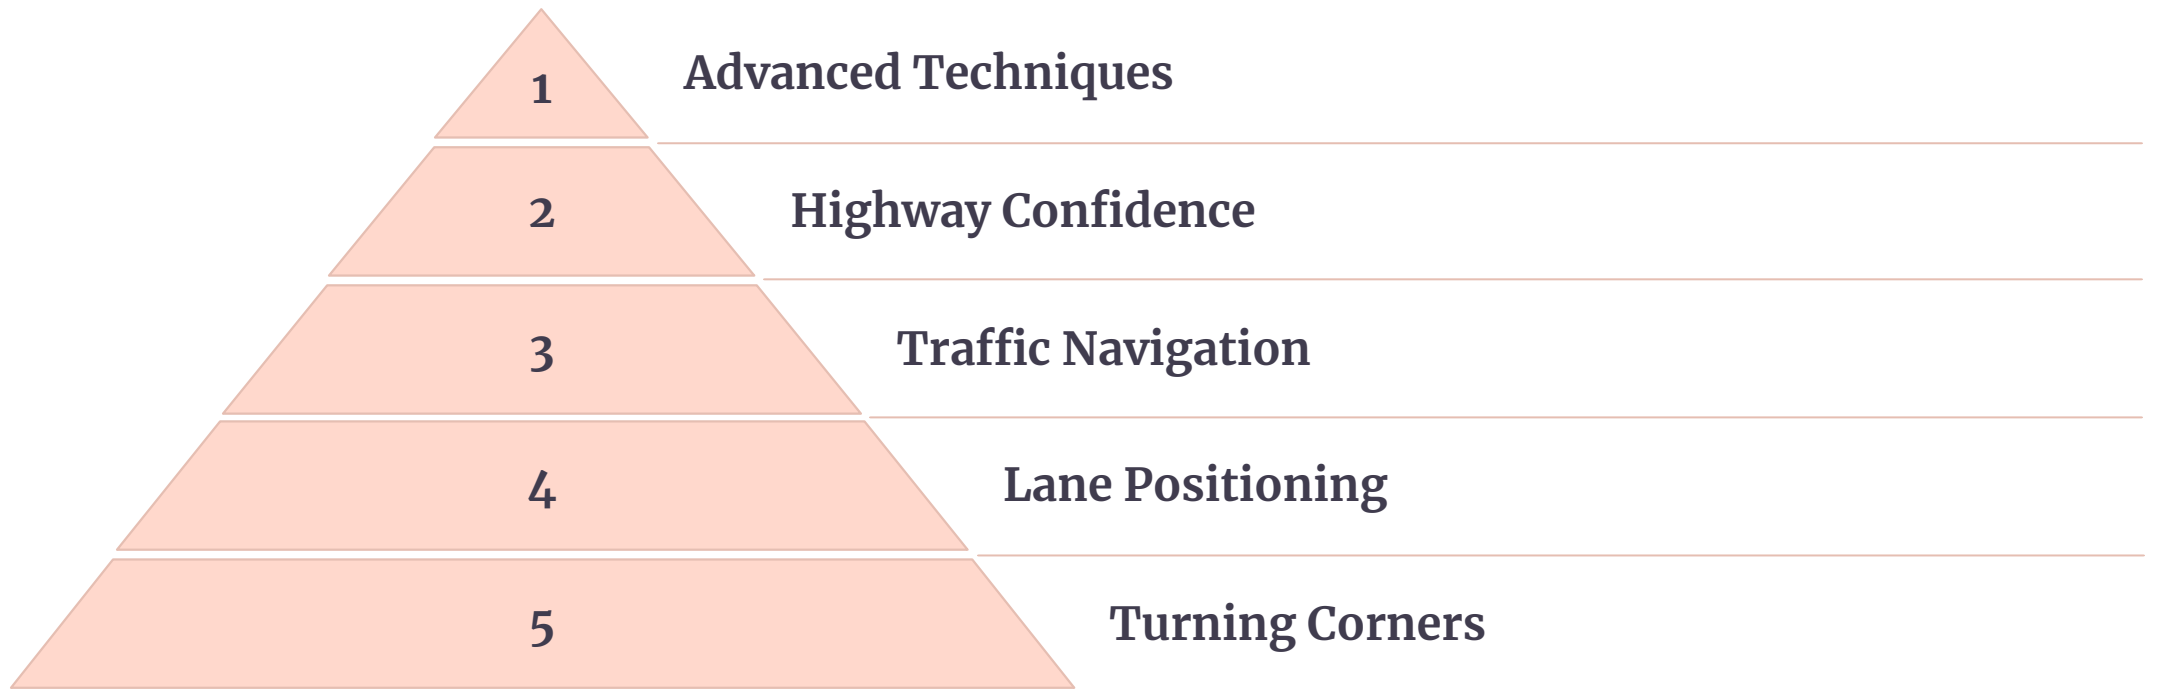 1
Advanced Techniques
2
Highway Confidence
3
Traffic Navigation
4
Lane Positioning
5
Turning Corners